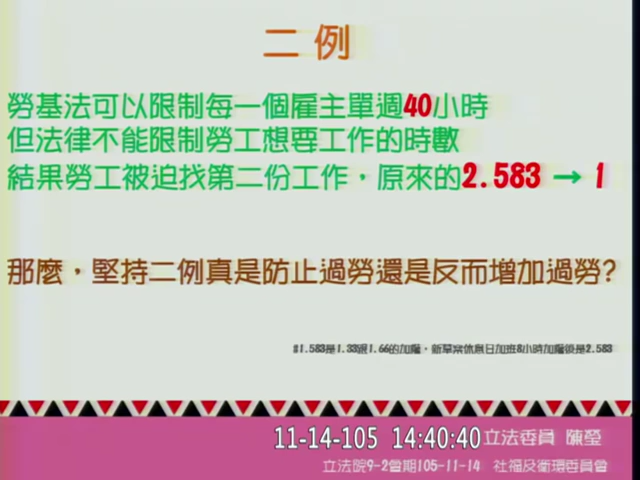 二例
勞基法可以限制每一個雇主單週40小時
但法律不能限制勞工想要工作的時數
結果勞工被迫找第二份工作，原來的2.583 → 1
那麼，堅持二例真是防止過勞還是反而增加過勞?
#1.583是1.33跟1.66的加權，新草案休息日加班8小時加權後是2.583
11-14-105 14:40:40 立法委員 陳瑩
立法院9-2會期105-11-14 社福及衛環委員會